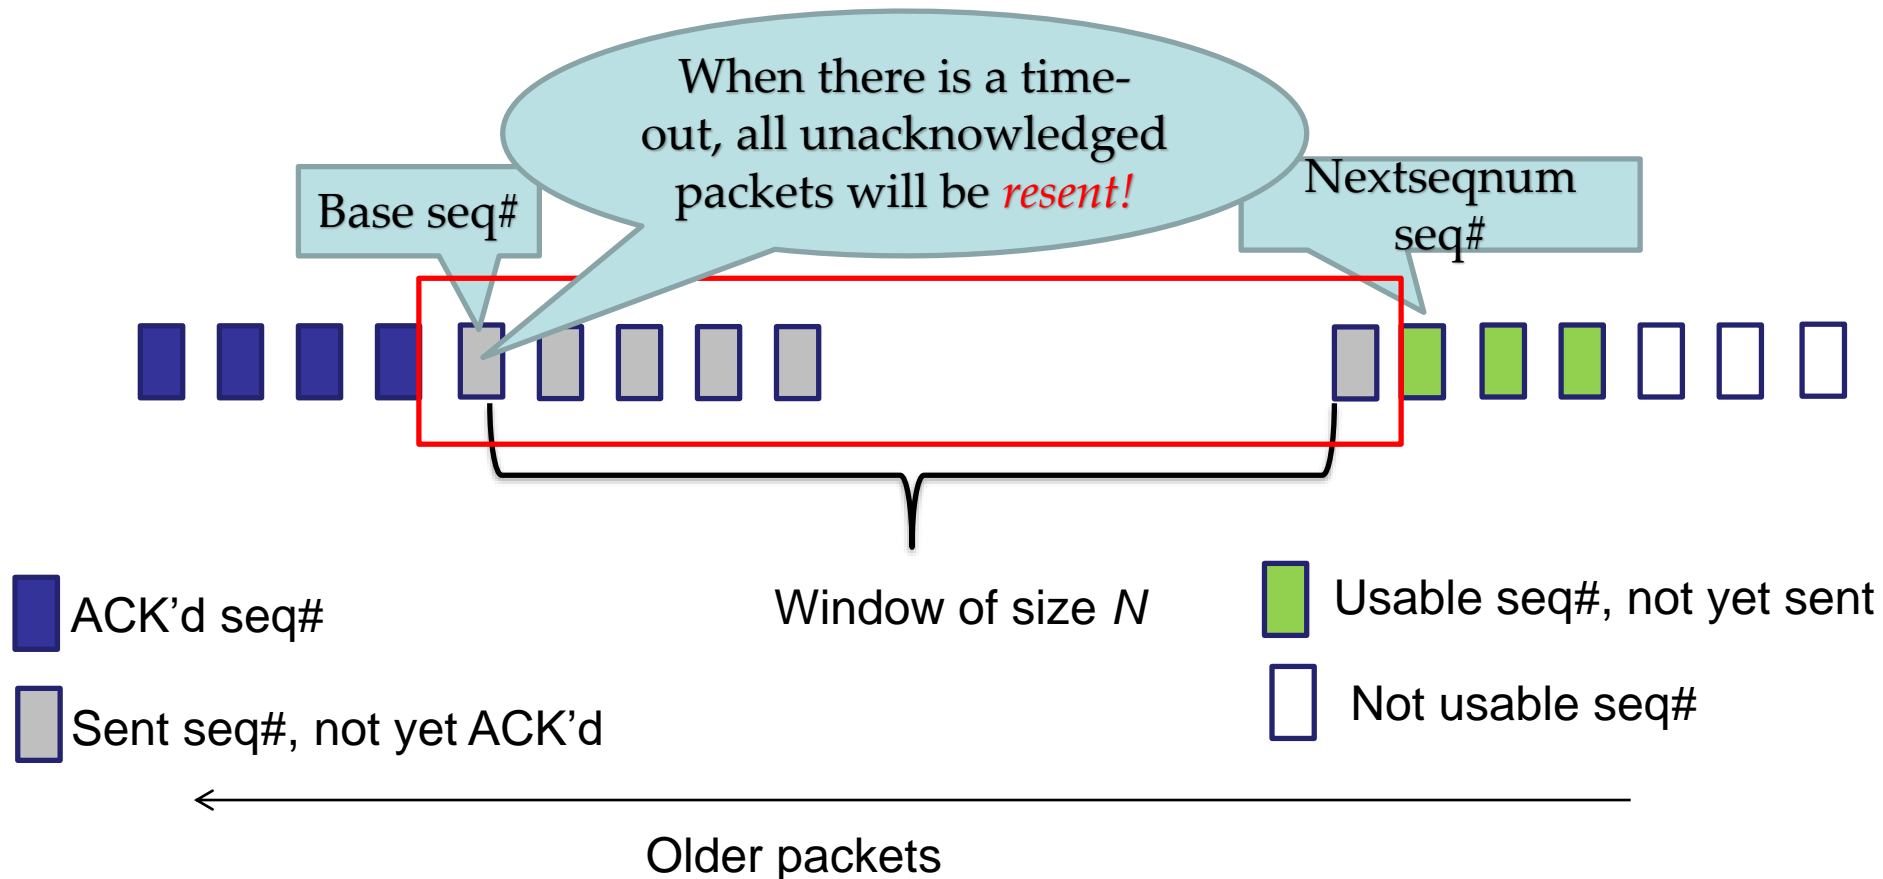 When there is a time-
out, all unacknowledged
packets will be resent!
Base seq#
Nextseqnum
seq#
Window of size N
ACK’d seq#
Sent seq#, not yet ACK’d
Usable seq#, not yet sent
Not usable seq#
Older packets